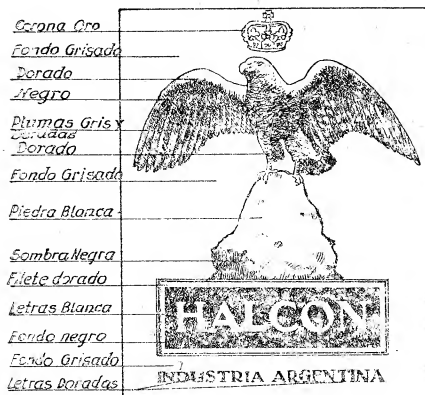 Corona Oro
Fondo Grisado
Dorado
Negro
Plumas Gris y
Doradas
Dorado
Fondo Grisado
Piedra Blanca
Sombra Negra
Filete dorado
Letras Blanca
Fondo negro
Fondo Grisado
Letras Doradas
HALCON
INDUSTRIA ARGENTINA